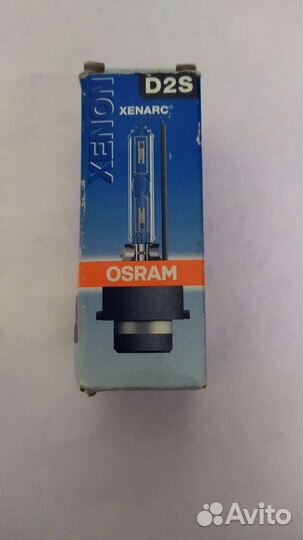 D2S
XENARC®
XENON
OSRAM
Avito